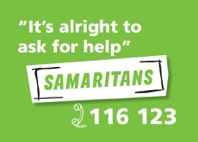 “It’s alright to
ask for help”
SAMARITANS
116 123